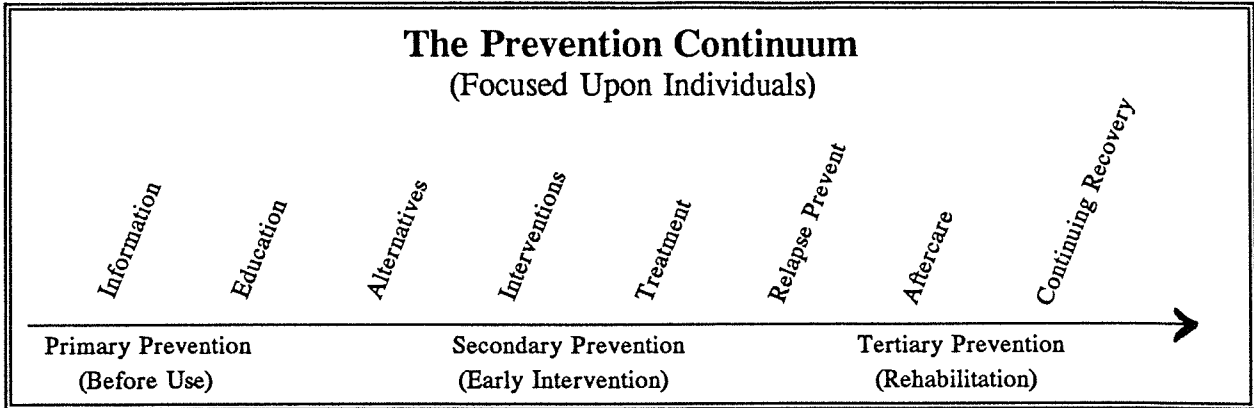 The Prevention Continuum
(Focused Upon Individuals)
Information
Education
Alternatives
Interventions
Treatment
Relapse Prevent
Aftercare
Continuing Recovery
Primary Prevention
(Before Use)
Secondary Prevention
(Early Intervention)
Tertiary Prevention
(Rehabilitation)